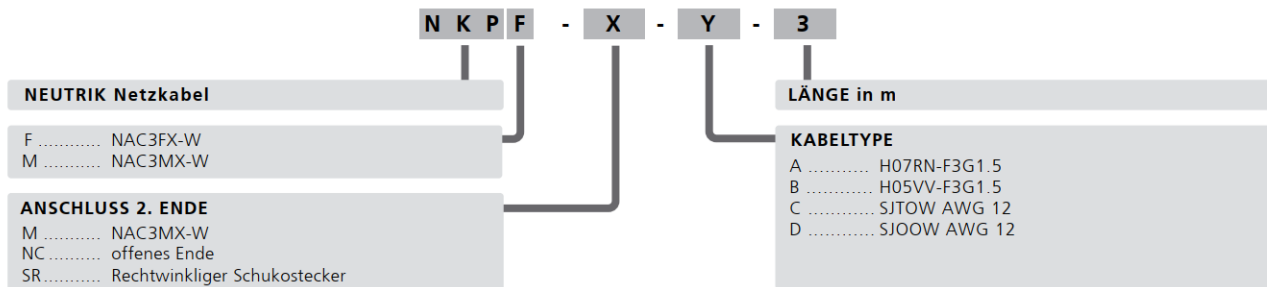 NKPF - X - Y - 3
NEUTRIK Netzkabel
F ........... NAC3FX-W
M ........... NAC3MX-W
ANSCHLUSS 2. ENDE
M ........... NAC3MX-W
NC .......... offenes Ende
SR ........... Rechtwinkliger Schukostecker
LÄNGE in m
KABELTYPE
A ........... H07RN-F3G1.5
B ............ H05VV-F3G1.5
C ............ SJTOW AWG 12
D ............ SJOOW AWG 12